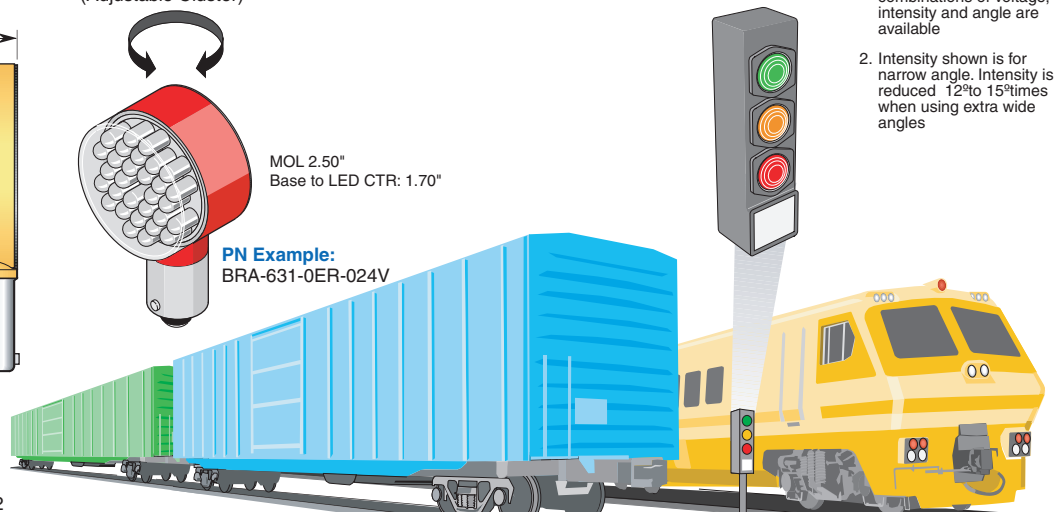 (Adjustable Cluster)
MOL 2.50"
Base to LED CTR: 1.70"
PN Example:
BRA-631-0ER-024V
combinations of voltage,
intensity and angle are
available
2. Intensity shown is for
narrow angle. Intensity is
reduced 12ºto 15ºtimes
when using extra wide
angles
2